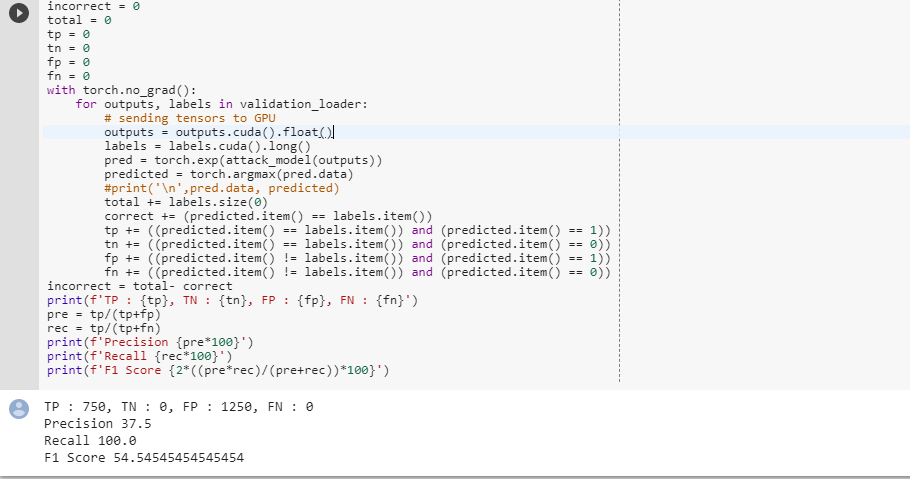 incorrect = 0
total = 0
tp = 0
tn = 0
fp = 0
fn = 0
with torch.no_grad():
    for outputs, labels in validation_loader:
        # sending tensors to GPU
        outputs = outputs.cuda().float()
        labels = labels.cuda().long()
        pred = torch.exp(attack_model(outputs))
        predicted = torch.argmax(pred.data)
        #print('\n',pred.data, predicted)
        total += labels.size(0)
        correct += (predicted.item() == labels.item())
        tp += ((predicted.item() == labels.item()) and (predicted.item() == 1))
        tn += ((predicted.item() == labels.item()) and (predicted.item() == 0))
        fp += ((predicted.item() != labels.item()) and (predicted.item() == 1))
        fn += ((predicted.item() != labels.item()) and (predicted.item() == 0))
incorrect = total- correct
print(f'TP : {tp}, TN : {tn}, FP : {fp}, FN : {fn}')
pre = tp/(tp+fp)
rec = tp/(tp+fn)
print(f'Precision {pre*100}')
print(f'Recall {rec*100}')
print(f'F1 Score {2*((pre*rec)/(pre+rec))*100}')
TP : 750, TN : 0, FP : 1250, FN : 0
Precision 37.5
Recall 100.0
F1 Score 54.54545454545454